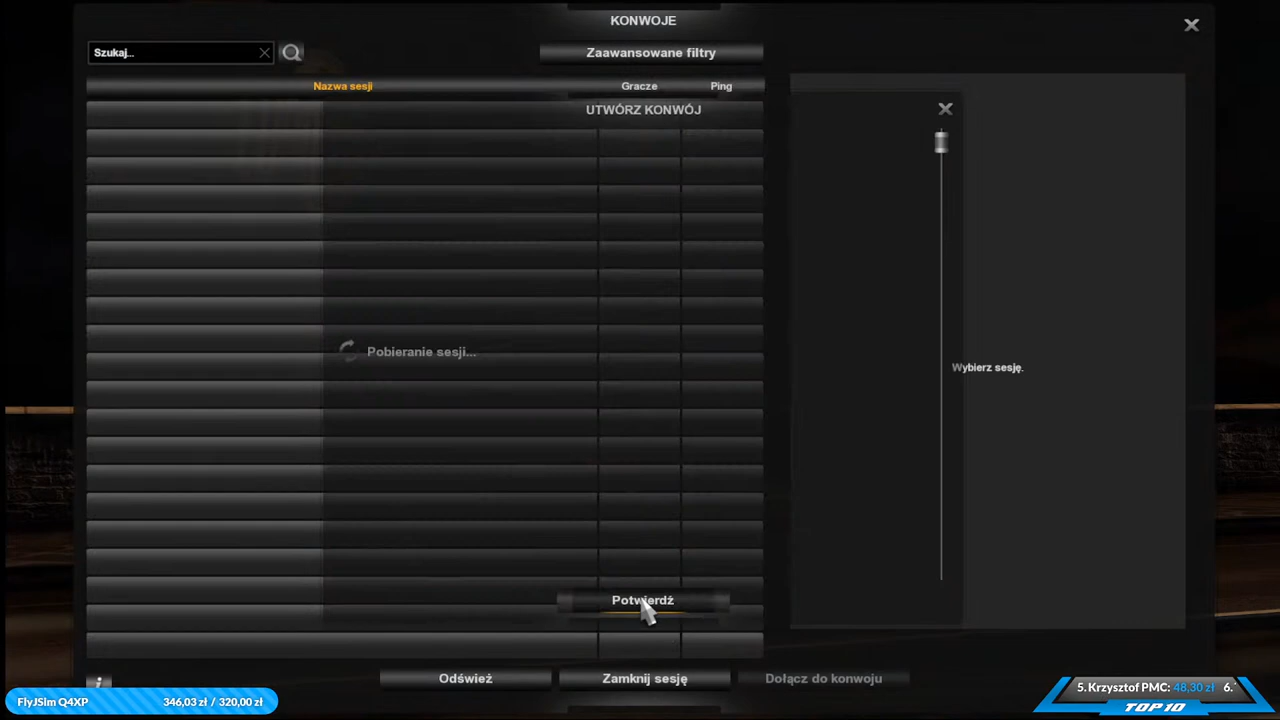 KONWOJE
Szukaj...
Zaawansowane filtry
Nazwa sesji Gracze Ping
UTWÓRZ KONWÓJ
Pobieranie sesji...
Wybierz sesję.
Potwierdź
Odśwież Zamknij sesję Dołącz do konwoju
i
FlyJSim Q4XP 346,03 zł / 320,00 zł
5. Krzysztof PMC: 48,30 zł 6.
TOP 10